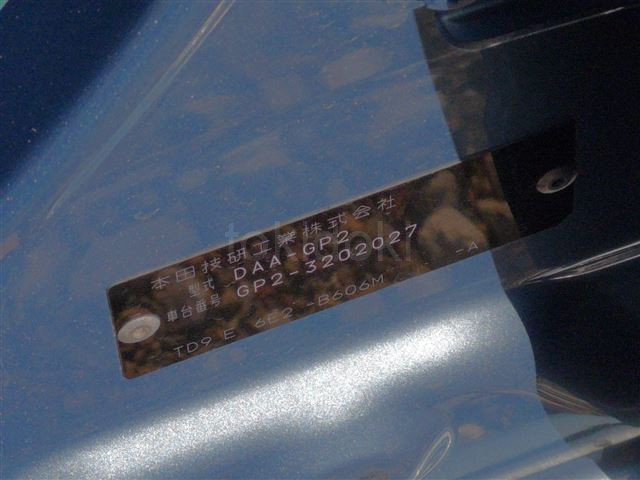 本田技研工業株式会社
型式 DAA-GP2
車台番号 GP2-3202027
TD9 E 6E2 -B606M -A